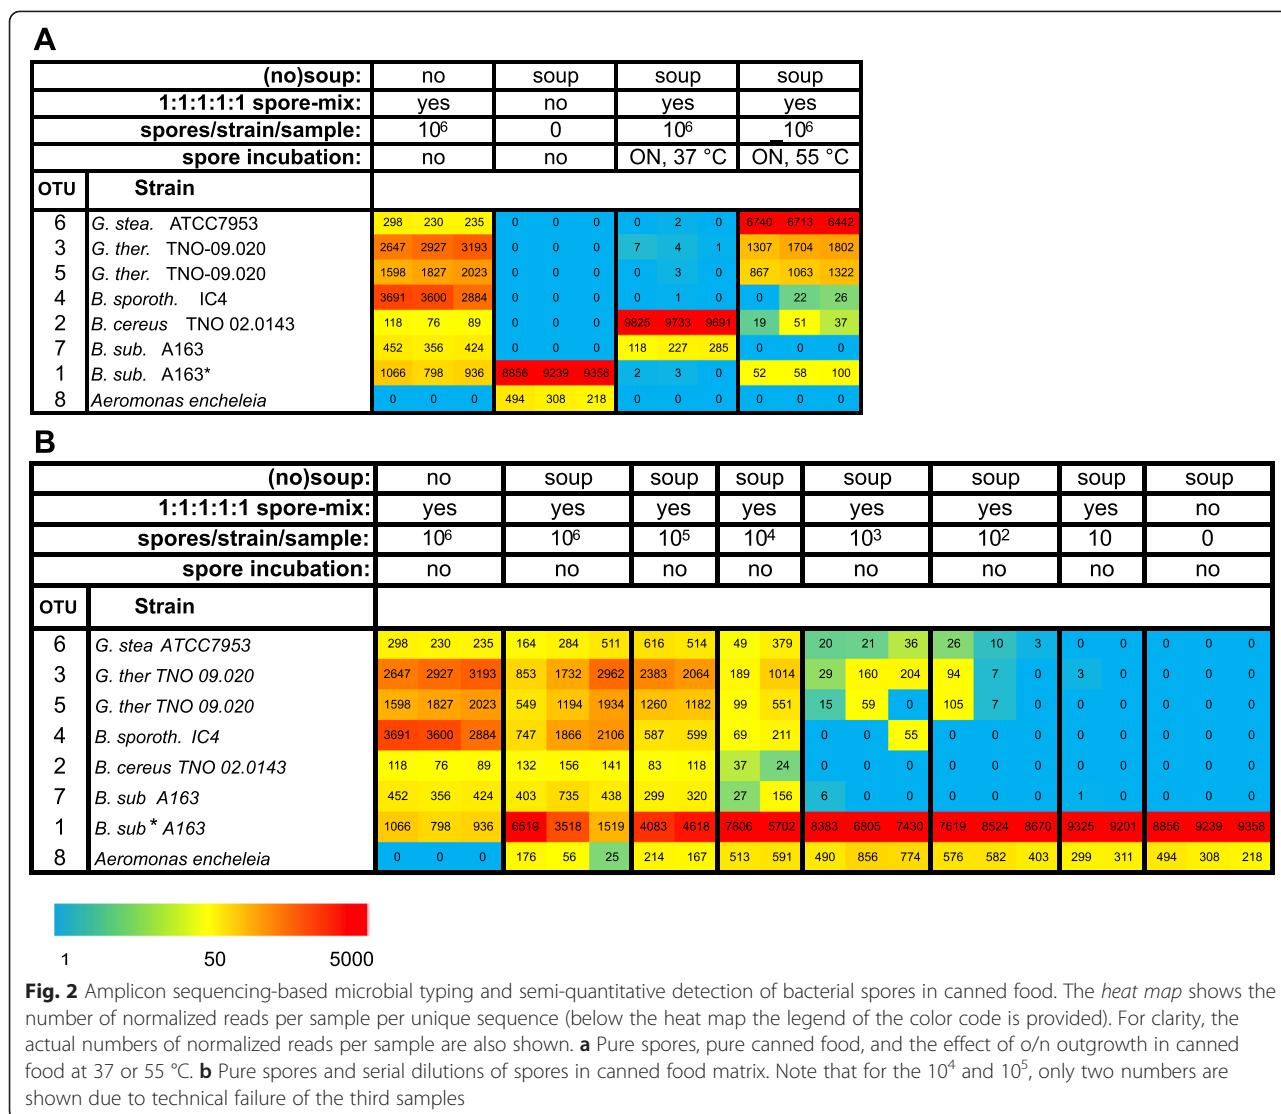 A
(no)soup: no soup soup soup
1:1:1:1:1 spore-mix: yes no yes yes
spores/strain/sample: 10⁶ 0 10⁶ _10⁶
spore incubation: no no ON, 37 °C ON, 55 °C
OTU Strain
6 G. stea. ATCC7953 298 230 235 0 0 0 0 2 0 6740 6713 6442
3 G. ther. TNO-09.020 2647 2927 3193 0 0 0 7 4 1 1307 1704 1802
5 G. ther. TNO-09.020 1598 1827 2023 0 0 0 0 3 0 867 1063 1322
4 B. sporoth. IC4 3691 3600 2884 0 0 0 0 1 0 0 22 26
2 B. cereus TNO 02.0143 118 76 89 0 0 0 9825 9733 9691 19 51 37
7 B. sub. A163 452 356 424 0 0 0 118 227 285 0 0 0
1 B. sub. A163* 1066 798 936 8856 9239 9358 2 3 0 52 58 100
8 Aeromonas encheleia 0 0 0 494 308 218 0 0 0 0 0 0
B
(no)soup: no soup soup soup soup soup soup soup
1:1:1:1:1 spore-mix: yes yes yes yes yes yes yes no
spores/strain/sample: 10⁶ 10⁶ 10⁵ 10⁴ 10³ 10² 10 0
spore incubation: no no no no no no no no
OTU Strain
6 G. stea ATCC7953 298 230 235 164 284 511 616 514 49 379 20 21 36 26 10 3 0 0 0 0 0
3 G. ther TNO 09.020 2647 2927 3193 853 1732 2962 2383 2064 189 1014 29 160 204 94 7 0 3 0 0 0 0
5 G. ther TNO 09.020 1598 1827 2023 549 1194 1934 1260 1182 99 551 15 59 0 105 7 0 0 0 0 0 0
4 B. sporoth. IC4 3691 3600 2884 747 1866 2106 587 599 69 211 0 0 55 0 0 0 0 0 0 0 0
2 B. cereus TNO 02.0143 118 76 89 132 156 141 83 118 37 24 0 0 0 0 0 0 0 0 0 0 0
7 B. sub A163 452 356 424 403 735 438 299 320 27 156 6 0 0 0 0 0 1 0 0 0 0
1 B. sub * A163 1066 798 936 6519 3518 1519 4083 4618 7806 5702 8383 6805 7430 7619 8524 8670 9325 9201 8856 9239 9358
8 Aeromonas encheleia 0 0 0 176 56 25 214 167 513 591 490 856 774 576 582 403 299 311 494 308 218
1 50 5000
Fig. 2 Amplicon sequencing-based microbial typing and semi-quantitative detection of bacterial spores in canned food. The heat map shows the
number of normalized reads per sample per unique sequence (below the heat map the legend of the color code is provided). For clarity, the
actual numbers of normalized reads per sample are also shown. a Pure spores, pure canned food, and the effect of o/n outgrowth in canned
food at 37 or 55 °C. b Pure spores and serial dilutions of spores in canned food matrix. Note that for the 10⁴ and 10⁵, only two numbers are
shown due to technical failure of the third samples